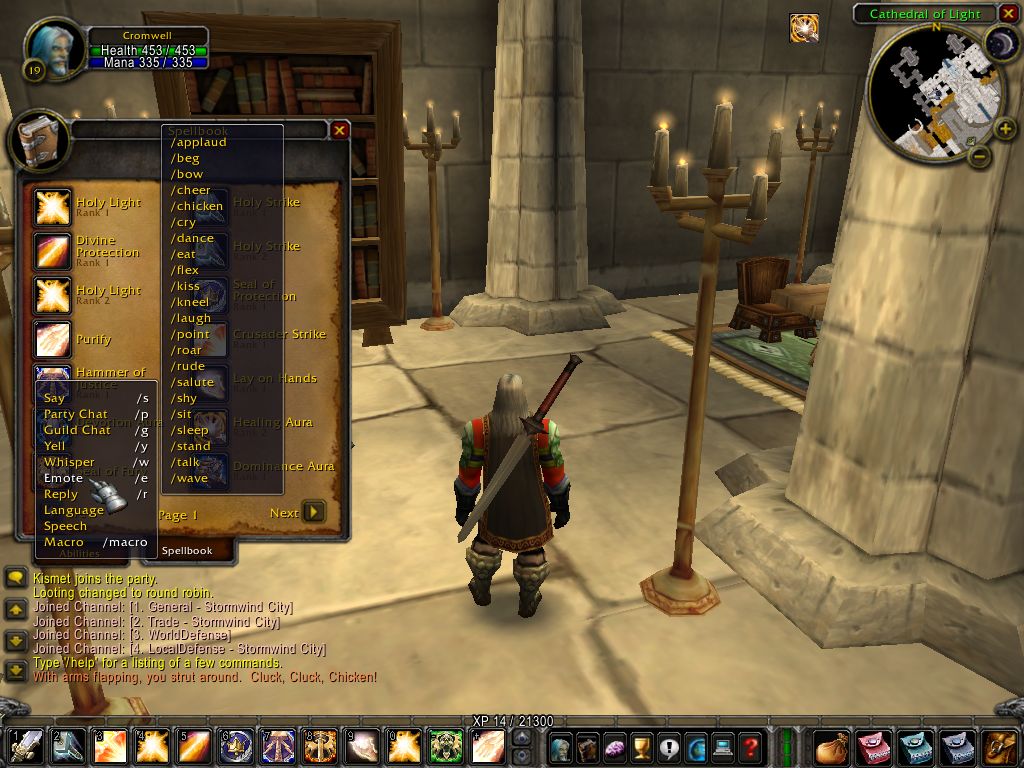 Cromwell
Health 453 / 453
Mana 335 / 335
19
Cathedral of Light
N
Spellbook
Holy Light
Rank 1
Divine Protection
Rank 1
Holy Light
Rank 2
Purify
Hammer of Justice
Devotion Aura
Holy Strike
Holy Strike
Seal of Protection
Crusader Strike
Lay on Hands
Healing Aura
Dominance Aura
/applaud
/beg
/bow
/cheer
/chicken
/cry
/dance
/eat
/flex
/kiss
/kneel
/laugh
/point
/roar
/rude
/salute
/shy
/sit
/sleep
/stand
/talk
/wave
Say /s
Party Chat /p
Guild Chat /g
Yell /y
Whisper /w
Emote /e
Reply /r
Language
Speech
Macro /macro
Page 1
Next
Abilities
Spellbook
Kismet joins the party.
Looting changed to round robin.
Joined Channel: [1. General - Stormwind City]
Joined Channel: [2. Trade - Stormwind City]
Joined Channel: [3. WorldDefense]
Joined Channel: [4. LocalDefense - Stormwind City]
Type '/help' for a listing of a few commands.
With arms flapping, you strut around. Cluck, Cluck, Chicken!
XP 14 / 21300